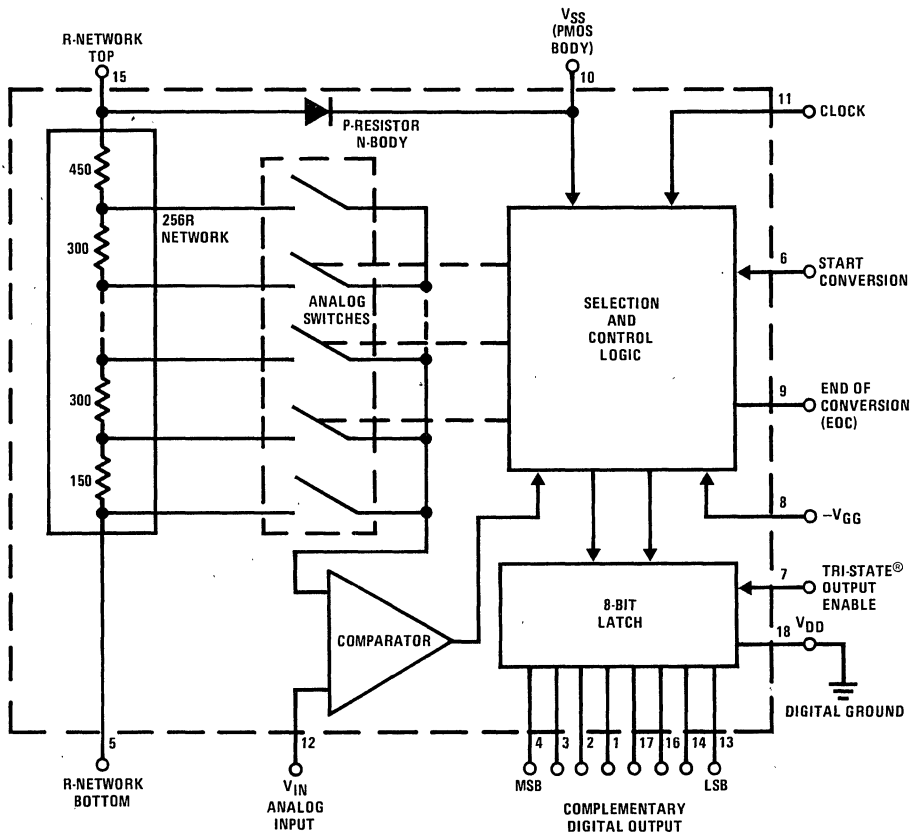 R-NETWORK
TOP
15
VSS
(PMOS
BODY)
10
11
CLOCK
P-RESISTOR
N-BODY
450
256R
NETWORK
300
ANALOG
SWITCHES
300
150
SELECTION
AND
CONTROL
LOGIC
6
START
CONVERSION
9
END OF
CONVERSION
(EOC)
8
–VGG
7
TRI-STATE®
OUTPUT
ENABLE
18
VDD
DIGITAL GROUND
8-BIT
LATCH
COMPARATOR
5
R-NETWORK
BOTTOM
12
VIN
ANALOG
INPUT
4 3 2 1 17 16 14 13
MSB LSB
COMPLEMENTARY
DIGITAL OUTPUT